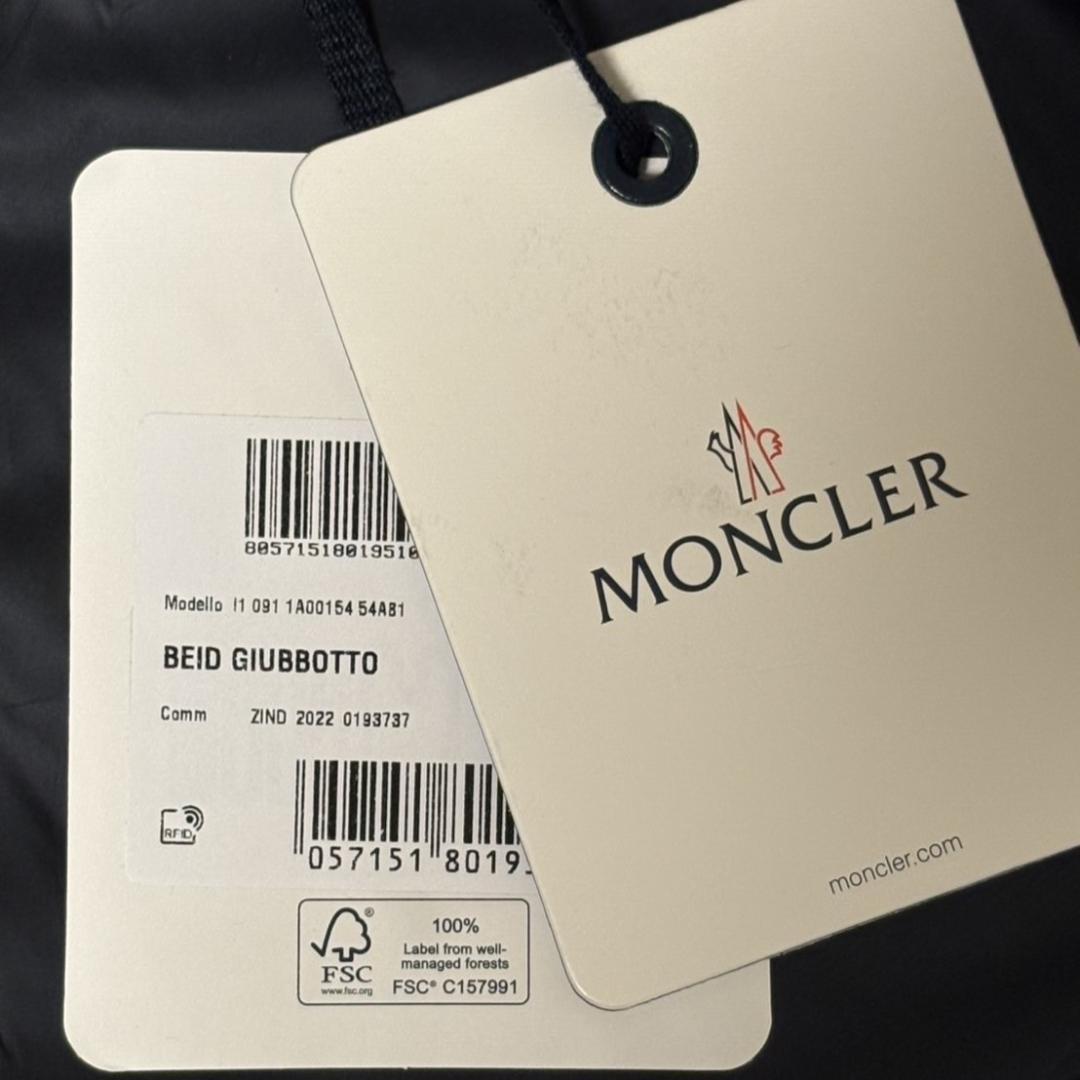 8057151801951
Modello I1 091 1A00154 54A81
BEID GIUBBOTTO
Comm ZIND 2022 0193737
RFID
057151 8019
FSC
www.fsc.org
®
100%
Label from well-
managed forests
FSC® C157991
MONCLER
moncler.com